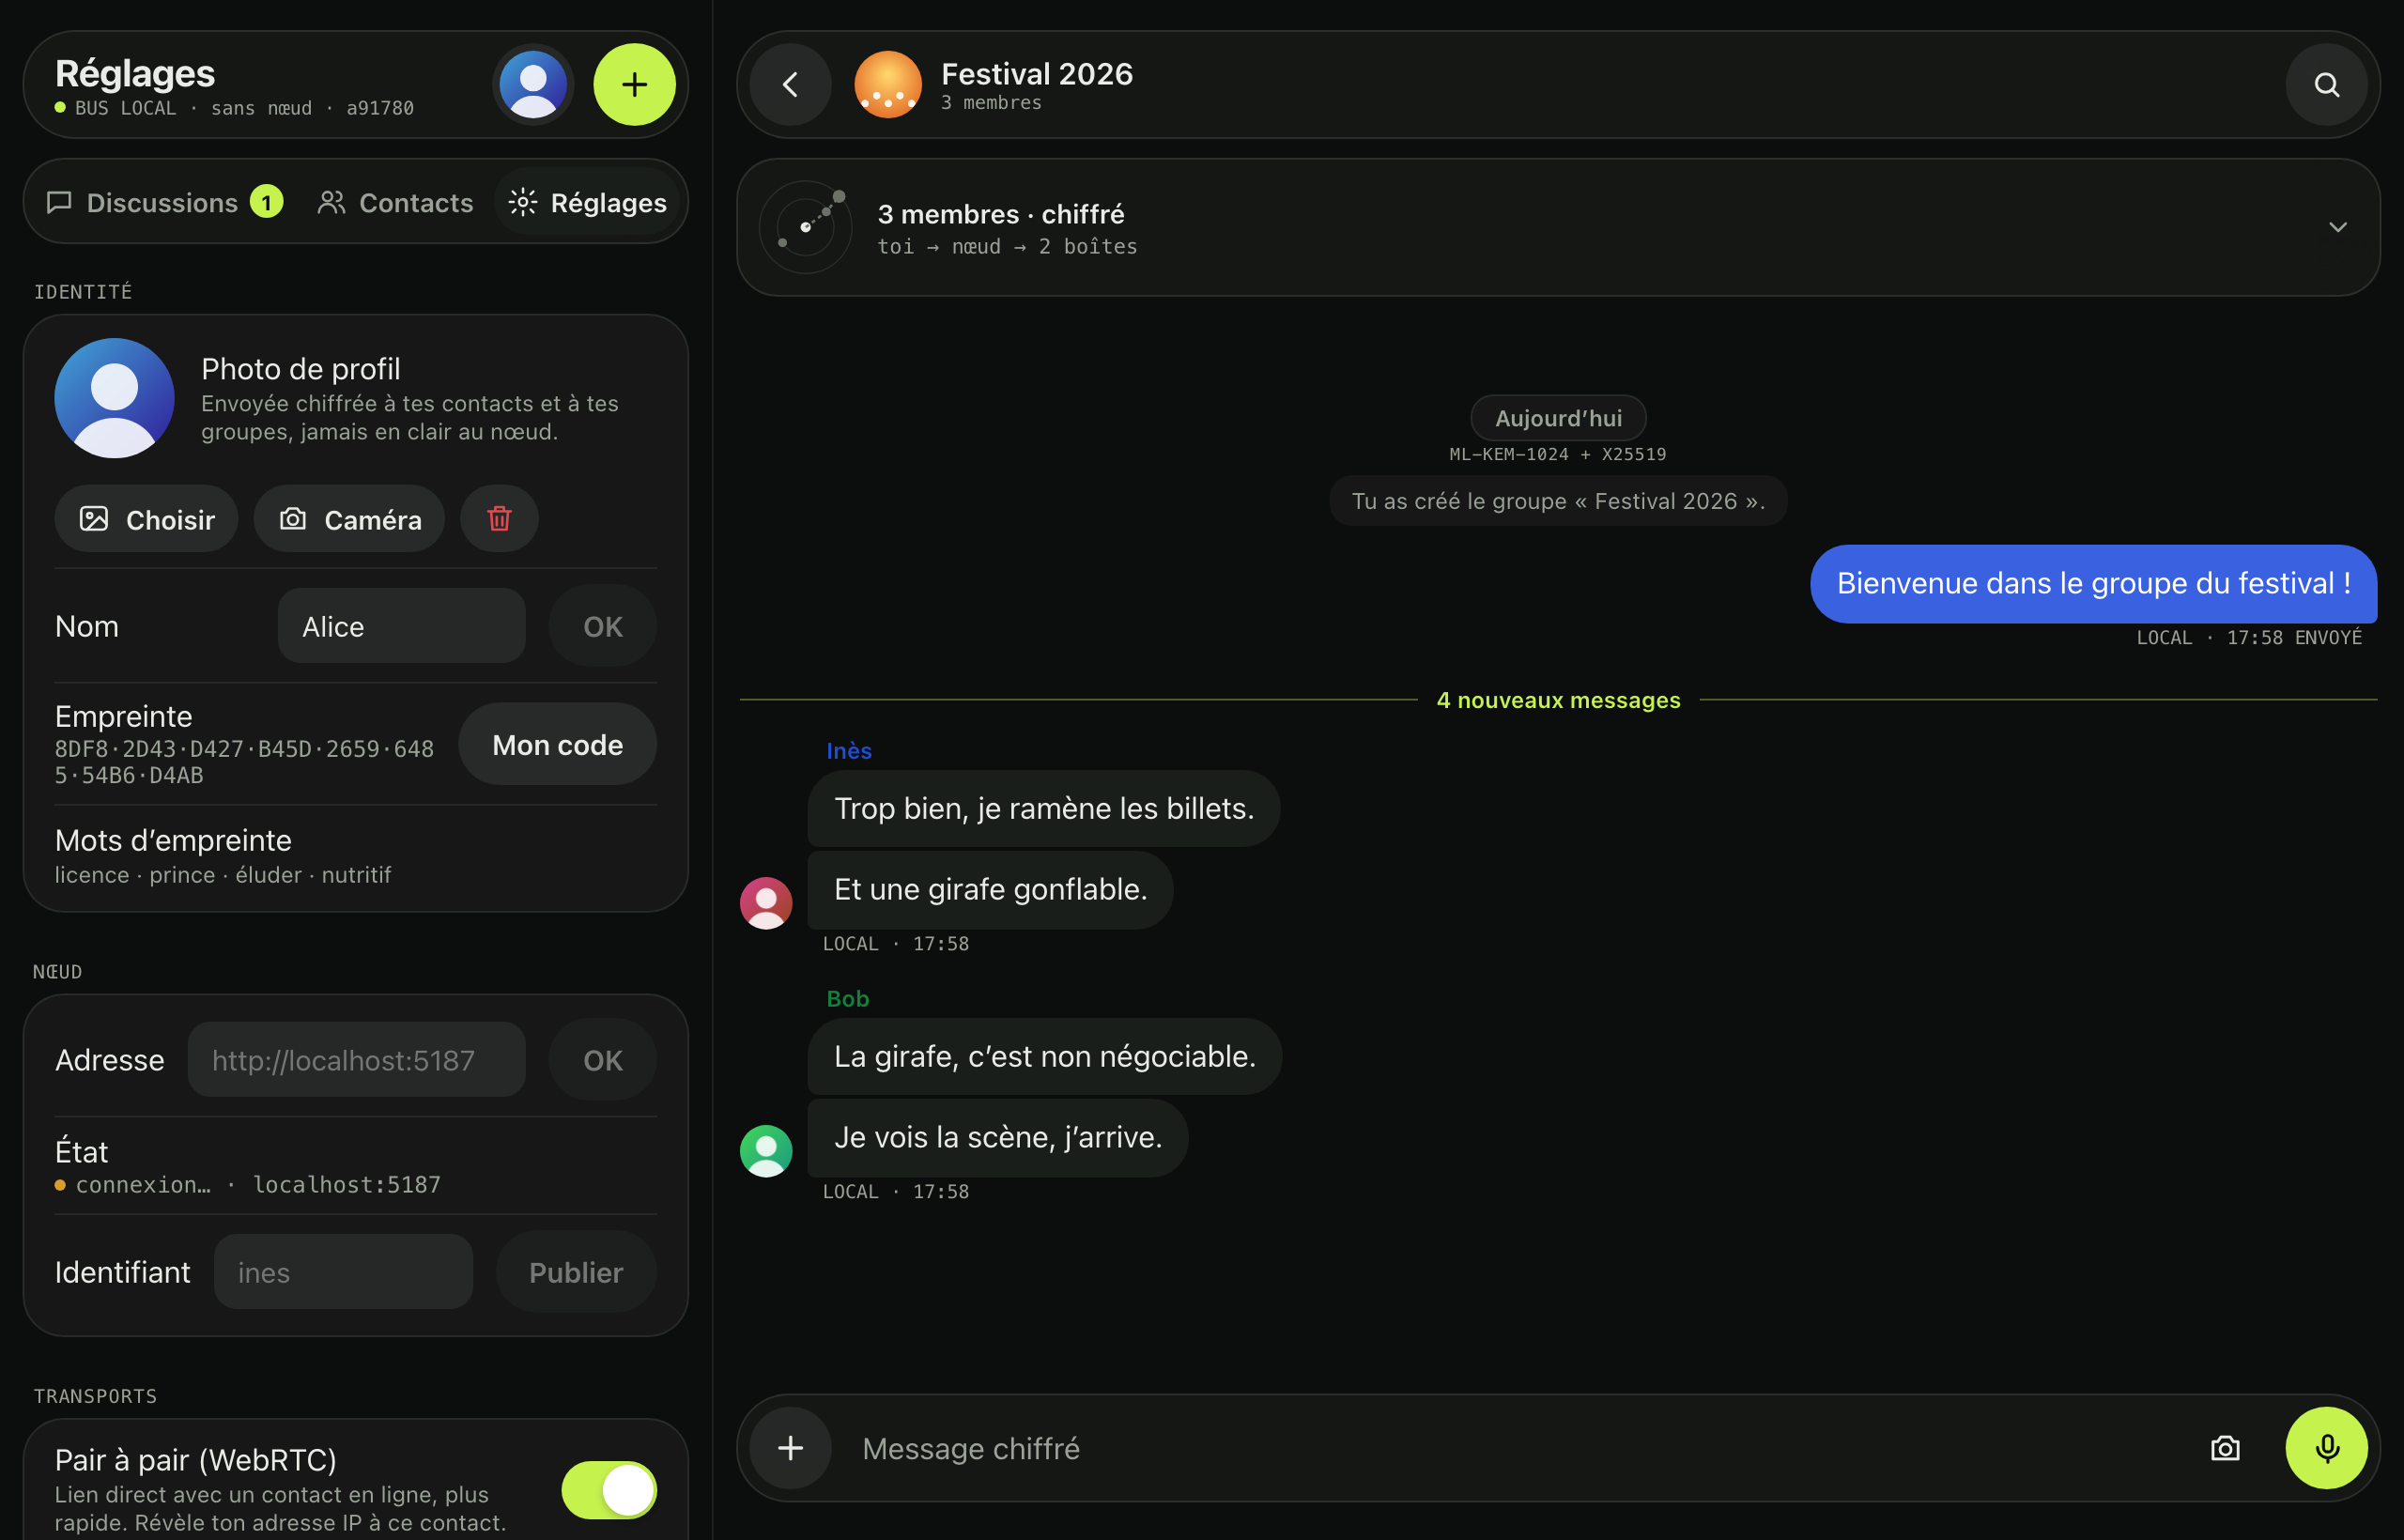 Réglages
BUS LOCAL · sans nœud · a91780
Discussions 1
Contacts
Réglages
IDENTITÉ
Photo de profil
Envoyée chiffrée à tes contacts et à tes
groupes, jamais en clair au nœud.
Choisir
Caméra
Nom
Alice
OK
Empreinte
8DF8·2D43·D427·B45D·2659·648
5·54B6·D4AB
Mon code
Mots d’empreinte
licence · prince · éluder · nutritif
NŒUD
Adresse
http://localhost:5187
OK
État
connexion… · localhost:5187
Identifiant
ines
Publier
TRANSPORTS
Pair à pair (WebRTC)
Lien direct avec un contact en ligne, plus
rapide. Révèle ton adresse IP à ce contact.
Festival 2026
3 membres
3 membres · chiffré
toi → nœud → 2 boîtes
Aujourd’hui
ML-KEM-1024 + X25519
Tu as créé le groupe « Festival 2026 ».
Bienvenue dans le groupe du festival !
LOCAL · 17:58 ENVOYÉ
4 nouveaux messages
Inès
Trop bien, je ramène les billets.
Et une girafe gonflable.
LOCAL · 17:58
Bob
La girafe, c’est non négociable.
Je vois la scène, j’arrive.
LOCAL · 17:58
Message chiffré